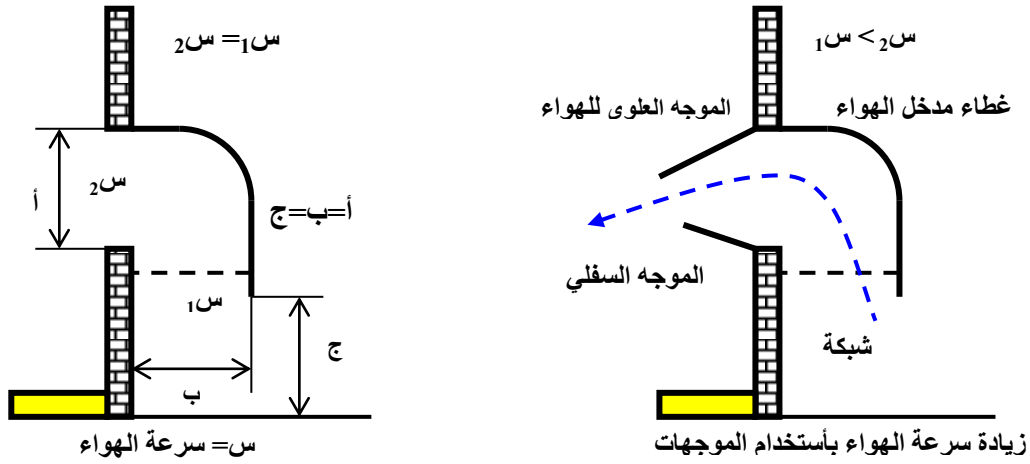 س1= س2
س2
أ
أ=ب=ج
س1
ج
ب
س= سرعة الهواء
س2 > س1
غطاء مدخل الهواء
الموجه العلوى للهواء
الموجه السفلي
شبكة
زيادة سرعة الهواء بأستخدام الموجهات